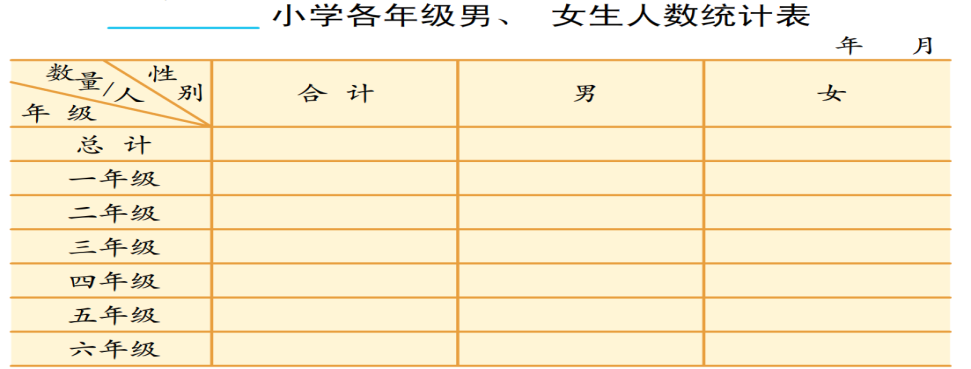 小学各年级男、 女生人数统计表
年 月
数量/人 性别 年级 合计 男 女
总计
一年级
二年级
三年级
四年级
五年级
六年级